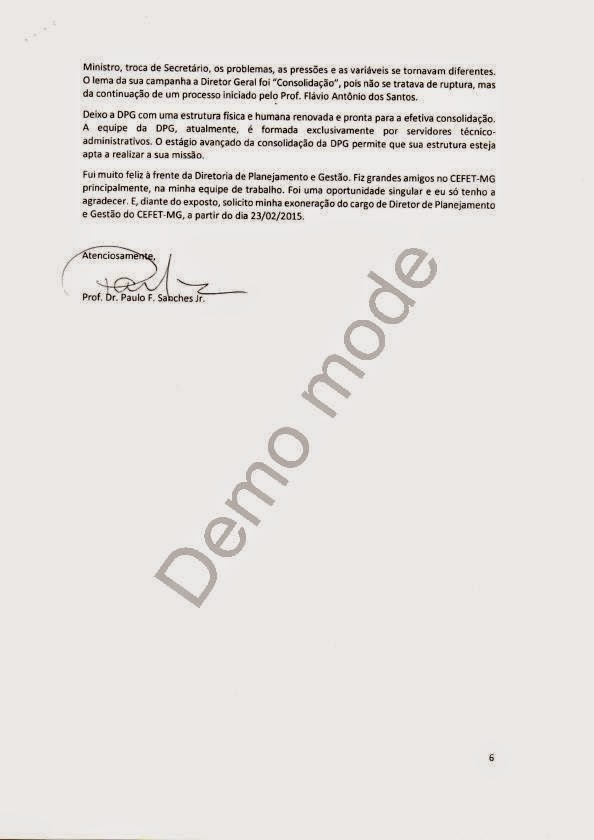 Ministro, troca de Secretário, os problemas, as pressões e as variáveis se tornavam diferentes.
O lema da sua campanha a Diretor Geral foi “Consolidação”, pois não se tratava de ruptura, mas
da continuação de um processo iniciado pelo Prof. Flávio Antônio dos Santos.
Deixo a DPG com uma estrutura física e humana renovada e pronta para a efetiva consolidação.
A equipe da DPG, atualmente, é formada exclusivamente por servidores técnico-
administrativos. O estágio avançado da consolidação da DPG permite que sua estrutura esteja
apta a realizar a sua missão.
Fui muito feliz à frente da Diretoria de Planejamento e Gestão. Fiz grandes amigos no CEFET-MG
principalmente, na minha equipe de trabalho. Foi uma oportunidade singular e eu só tenho a
agradecer. E, diante do exposto, solicito minha exoneração do cargo de Diretor de Planejamento
e Gestão do CEFET-MG, a partir do dia 23/02/2015.
Atenciosamente,
Prof. Dr. Paulo F. Sanches Jr.
Demo mode
6